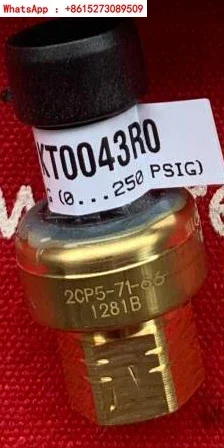 WhatsApp : +8615273089509
KT0043R0
G (0...250 PSIG)
2CP5-71-66
1281B